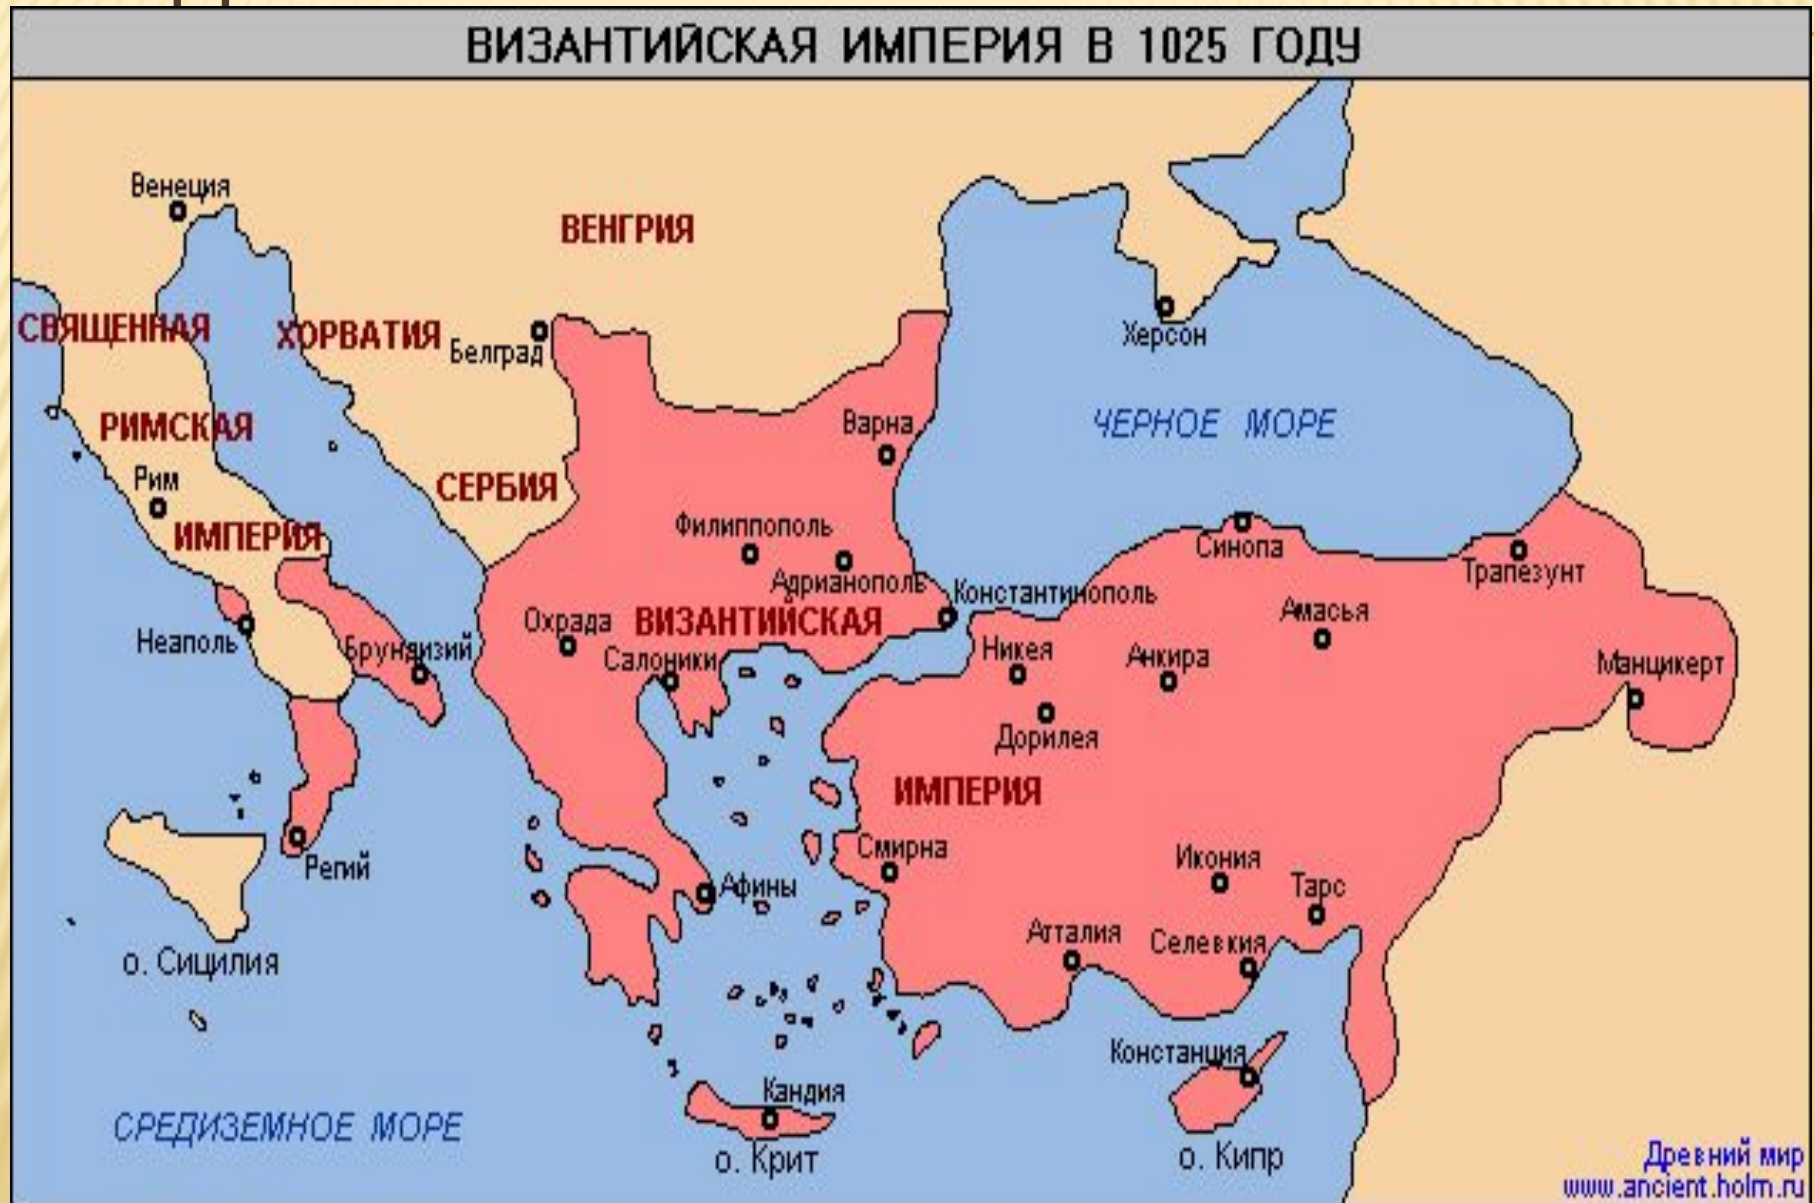 ВИЗАНТИЙСКАЯ ИМПЕРИЯ В 1025 ГОДУ
Венеция
ВЕНГРИЯ
СВЯЩЕННАЯ
ХОРВАТИЯ
Белград
Херсон
РИМСКАЯ
Варна
ЧЕРНОЕ МОРЕ
Рим
СЕРБИЯ
ИМПЕРИЯ
Филиппополь
Синопа
Трапезунт
Адрианополь
Константинополь
Неаполь
Брундизий
Охрада
ВИЗАНТИЙСКАЯ
Амасья
Салоники
Никея
Анкира
Манцикерт
Дорилея
ИМПЕРИЯ
Регий
Смирна
Икония
Тарс
Афины
о. Сицилия
Атталия
Селевкия
Констанция
Кандия
СРЕДИЗЕМНОЕ МОРЕ
о. Крит
о. Кипр
Древний мир
www.ancient.holm.ru